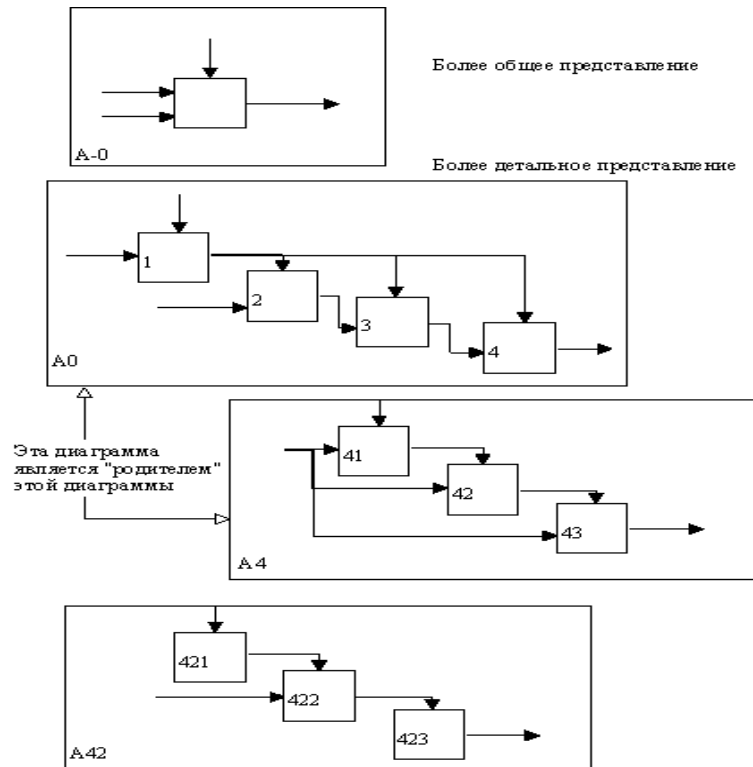 Более общее представление
A-0
Более детальное представление
1
2
3
4
A0
Эта диаграмма
является "родителем"
этой диаграммы
41
42
43
A4
421
422
423
A42